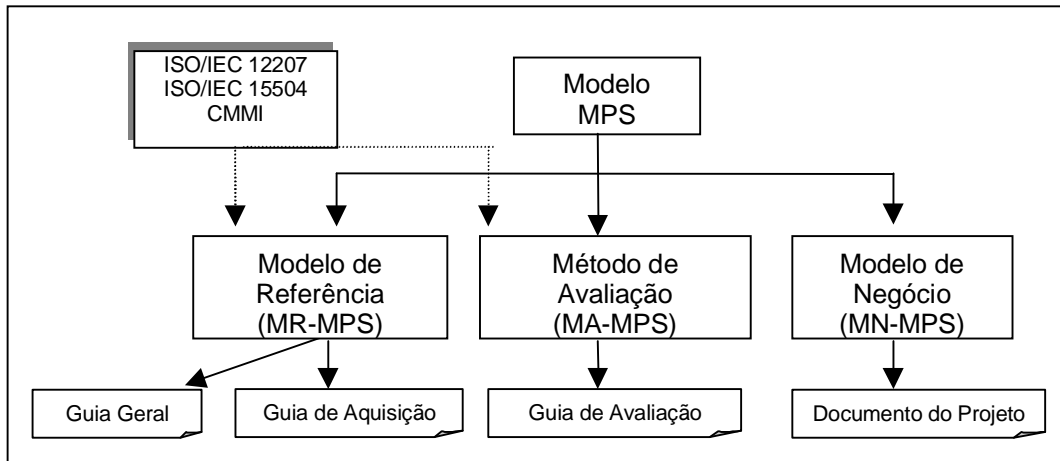 ISO/IEC 12207
ISO/IEC 15504
CMMI
Modelo
MPS
Modelo de
Referência
(MR-MPS)
Método de
Avaliação
(MA-MPS)
Modelo de
Negócio
(MN-MPS)
Guia Geral
Guia de Aquisição
Guia de Avaliação
Documento do Projeto